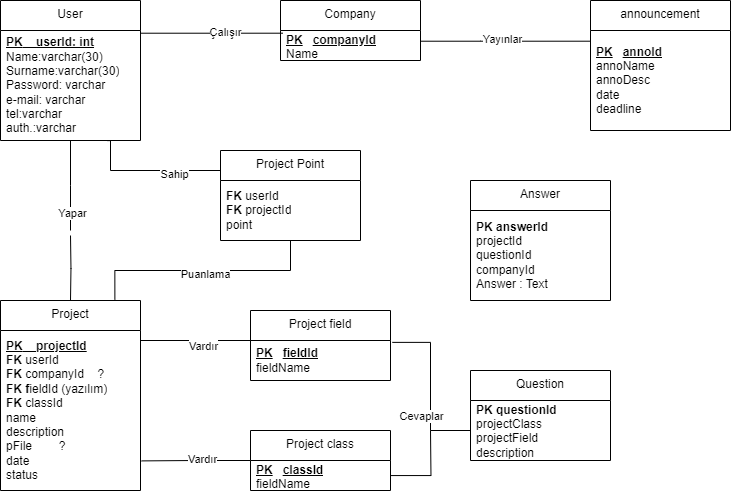 User
PK userId: int
Name:varchar(30)
Surname:varchar(30)
Password: varchar
e-mail: varchar
tel:varchar
auth.:varchar
Çalışır
Company
PK companyId
Name
Yayınlar
announcement
PK annoId
annoName
annoDesc
date
deadline
Sahip
Project Point
FK userId
FK projectId
point
Yapar
Puanlama
Answer
PK answerId
projectId
questionId
companyId
Answer : Text
Project
PK projectId
FK userId
FK companyId ?
FK fieldId (yazılım)
FK classId
name
description
pFile ?
date
status
Vardır
Project field
PK fieldId
fieldName
Vardır
Project class
PK classId
fieldName
Cevaplar
Question
PK questionId
projectClass
projectField
description